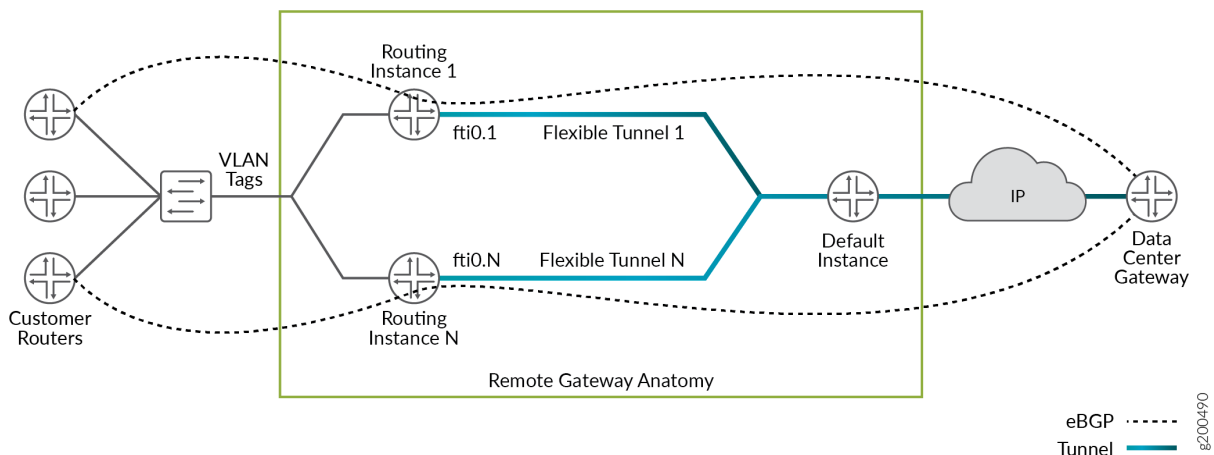 Routing
Instance 1
VLAN
Tags
fti0.1
Flexible Tunnel 1
IP
Default
Instance
Data
Center
Gateway
fti0.N
Flexible Tunnel N
Customer
Routers
Routing
Instance N
Remote Gateway Anatomy
eBGP
Tunnel
g200490